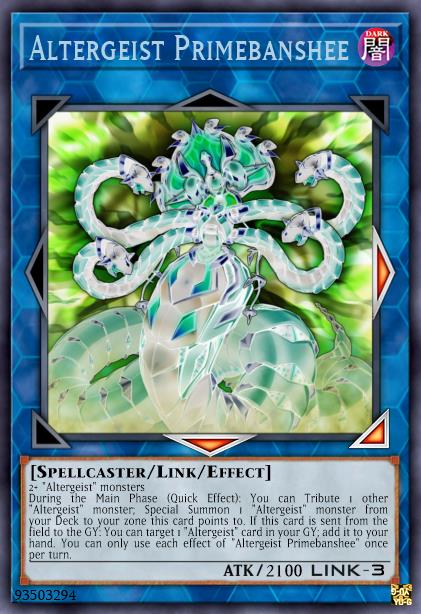 ALTERGEIST PRIMEBANSHEE
DARK
闇
[SPELLCASTER/LINK/EFFECT]
2+ "Altergeist" monsters
During the Main Phase (Quick Effect): You can Tribute 1 other
"Altergeist" monster; Special Summon 1 "Altergeist" monster from
your Deck to your zone this card points to. If this card is sent from the
field to the GY: You can target 1 "Altergeist" card in your GY; add it to your
hand. You can only use each effect of "Altergeist Primebanshee" once
per turn.
ATK/2100 LINK-3
93503294